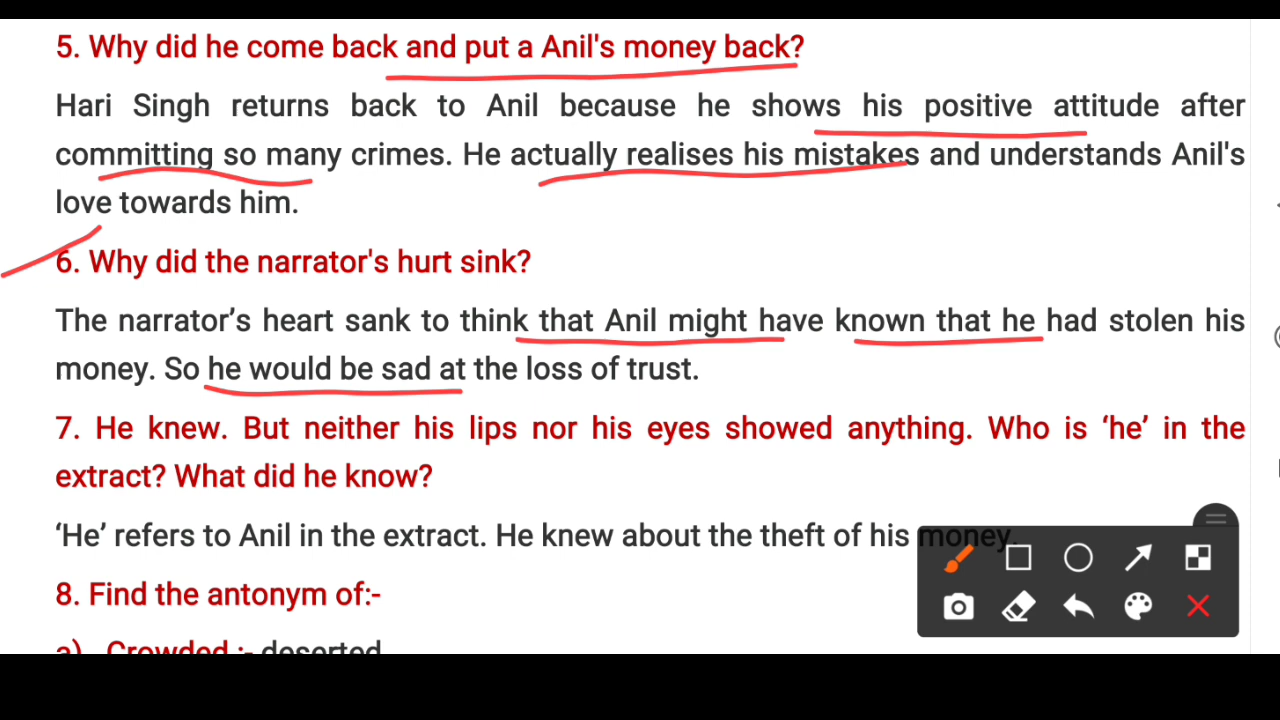 5. Why did he come back and put a Anil's money back?
Hari Singh returns back to Anil because he shows his positive attitude after
committing so many crimes. He actually realises his mistakes and understands Anil's
love towards him.
6. Why did the narrator's hurt sink?
The narrator’s heart sank to think that Anil might have known that he had stolen his
money. So he would be sad at the loss of trust.
7. He knew. But neither his lips nor his eyes showed anything. Who is ‘he’ in the
extract? What did he know?
‘He’ refers to Anil in the extract. He knew about the theft of his money.
8. Find the antonym of:-
a) Crowded :- deserted